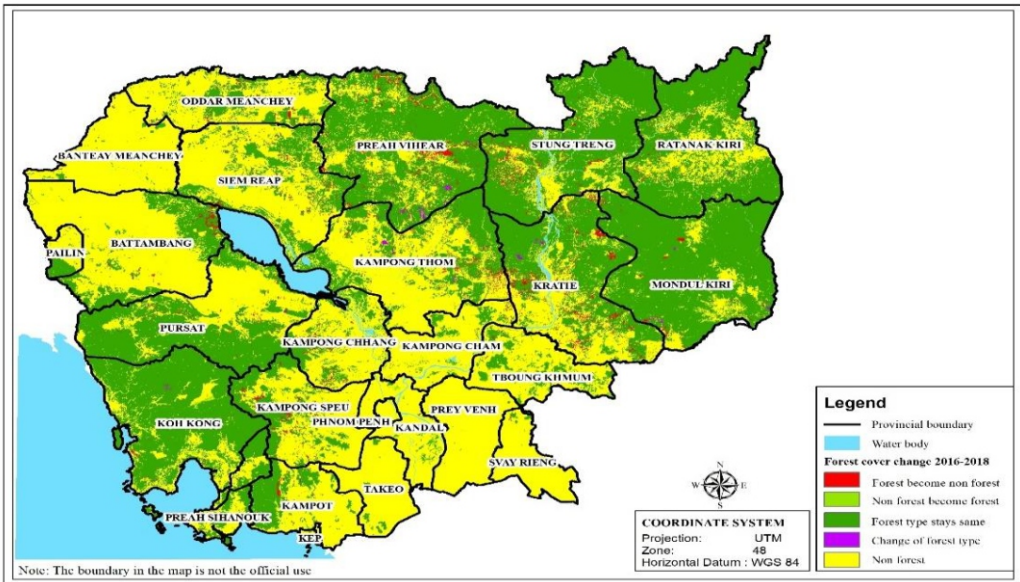 ODDAR MEANCHEY
BANTEAY MEANCHEY
PREAH VIHEAR
STUNG TRENG
RATANAK KIRI
SIEM REAP
BATTAMBANG
PAILIN
KAMPONG THOM
KRATIE
MONDUL KIRI
PURSAT
KAMPONG CHHANG
KAMPONG CHAM
TBOUNG KHMUM
KOH KONG
KAMPONG SPEU
PHNOM PENH
KANDAL
PREY VENH
SVAY RIENG
TAKEO
KAMPOT
PREAH SIHANOUK
KEP
N
W E
S
COORDINATE SYSTEM
Projection: UTM
Zone: 48
Horizontal Datum : WGS 84
Legend
Provincial boundary
Water body
Forest cover change 2016-2018
Forest become non forest
Non forest become forest
Forest type stays same
Change of forest type
Non forest
Note: The boundary in the map is not the official use